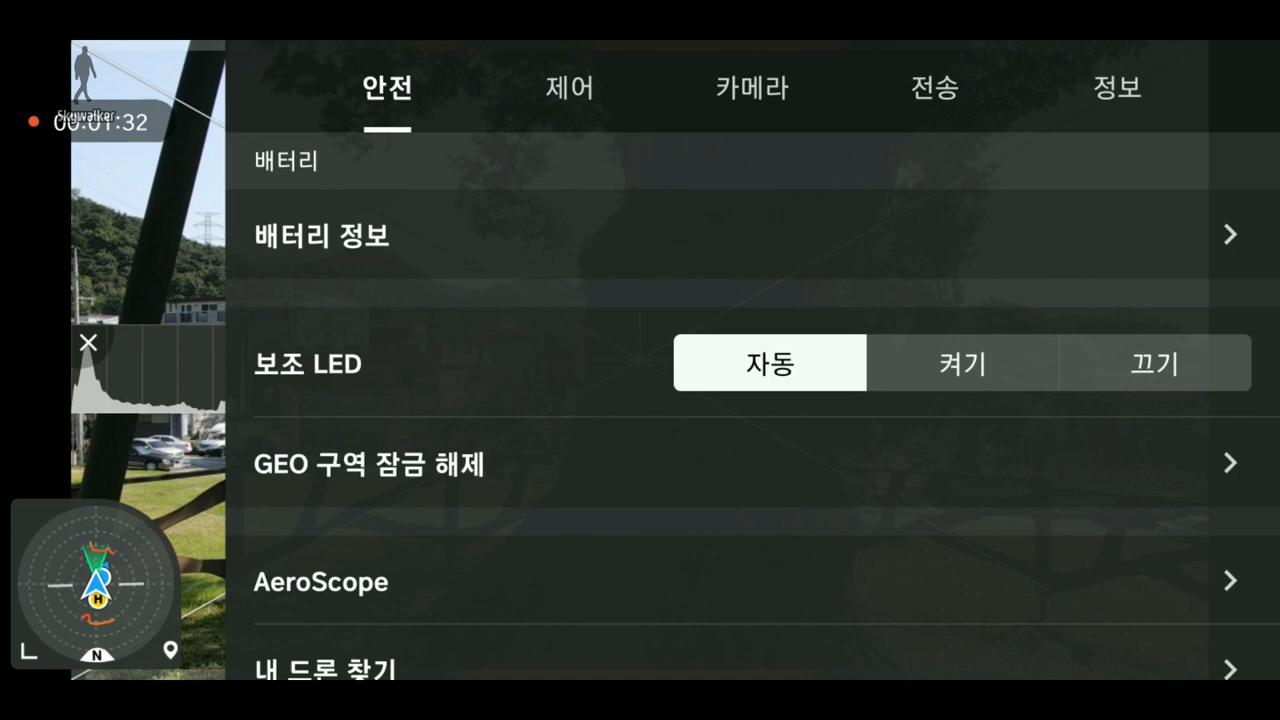 안전 제어 카메라 전송 정보
Skywalker
00:01:32
배터리
배터리 정보
보조 LED 자동 켜기 끄기
GEO 구역 잠금 해제
AeroScope
내 드론 찾기
H
N